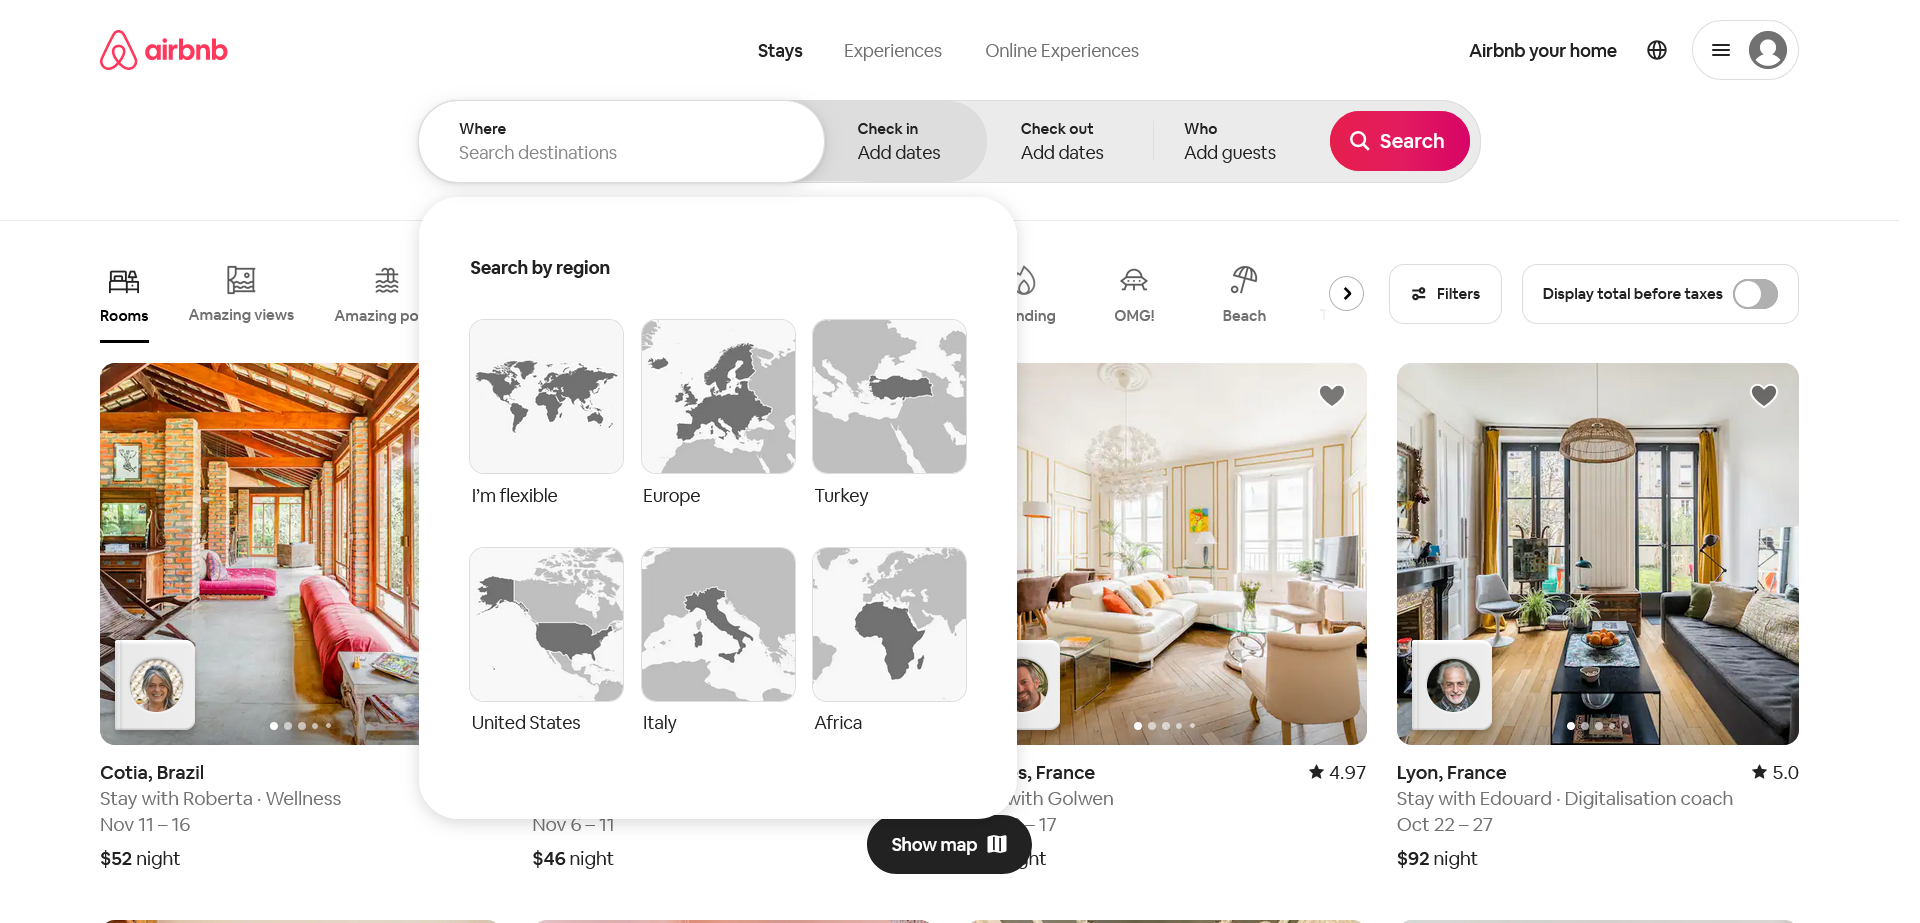 airbnb
Stays
Experiences
Online Experiences
Airbnb your home
Where
Search destinations
Check in
Add dates
Check out
Add dates
Who
Add guests
Search
Search by region
I'm flexible
Europe
Turkey
United States
Italy
Africa
Rooms
Amazing views
Amazing po
nding
OMG!
Beach
Filters
Display total before taxes
Cotia, Brazil
Stay with Roberta · Wellness
Nov 11 – 16
$52 night
Nov 6 – 11
$46 night
s, France
4.97
with Golwen
– 17
ht
Lyon, France
5.0
Stay with Edouard · Digitalisation coach
Oct 22 – 27
$92 night
Show map